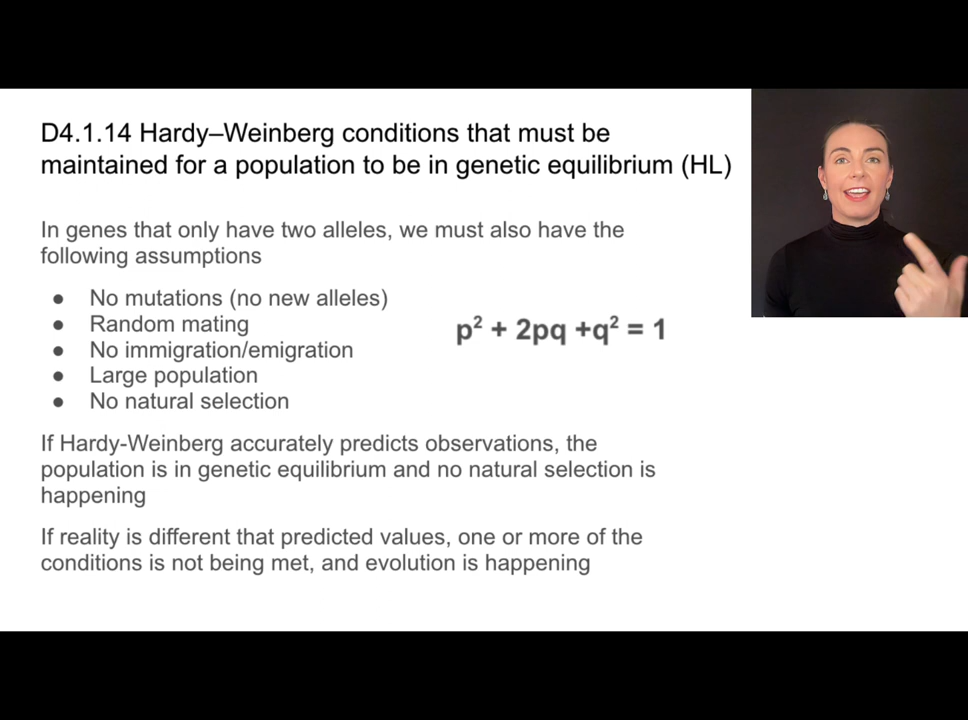 D4.1.14 Hardy–Weinberg conditions that must be
maintained for a population to be in genetic equilibrium (HL)
In genes that only have two alleles, we must also have the
following assumptions
● No mutations (no new alleles)
● Random mating
● No immigration/emigration
● Large population
● No natural selection
p² + 2pq +q² = 1
If Hardy-Weinberg accurately predicts observations, the
population is in genetic equilibrium and no natural selection is
happening
If reality is different that predicted values, one or more of the
conditions is not being met, and evolution is happening